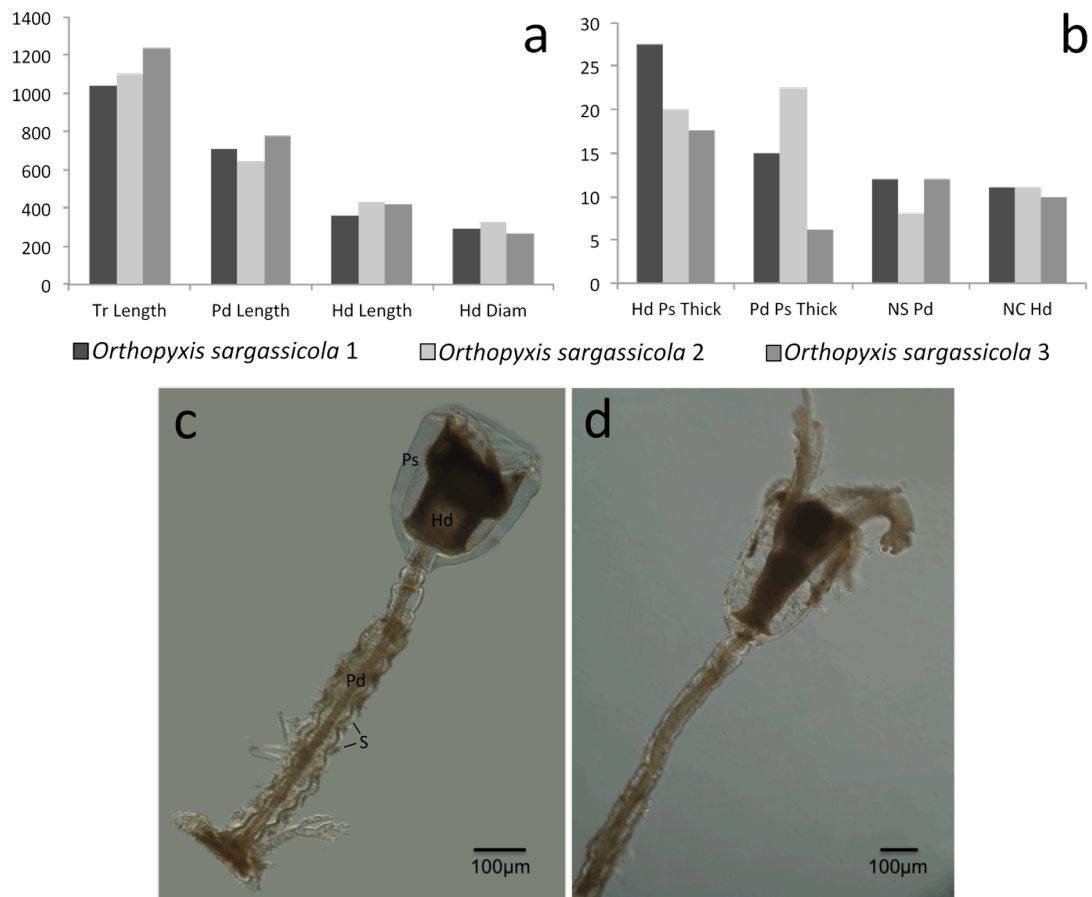 1400
1200
1000
800
600
400
200
0
Tr Length Pd Length Hd Length Hd Diam
a
30
25
20
15
10
5
0
Hd Ps Thick Pd Ps Thick NS Pd NC Hd
b
Orthopyxis sargassicola 1 Orthopyxis sargassicola 2 Orthopyxis sargassicola 3
c
Ps
Hd
Pd
S
100µm
d
100µm